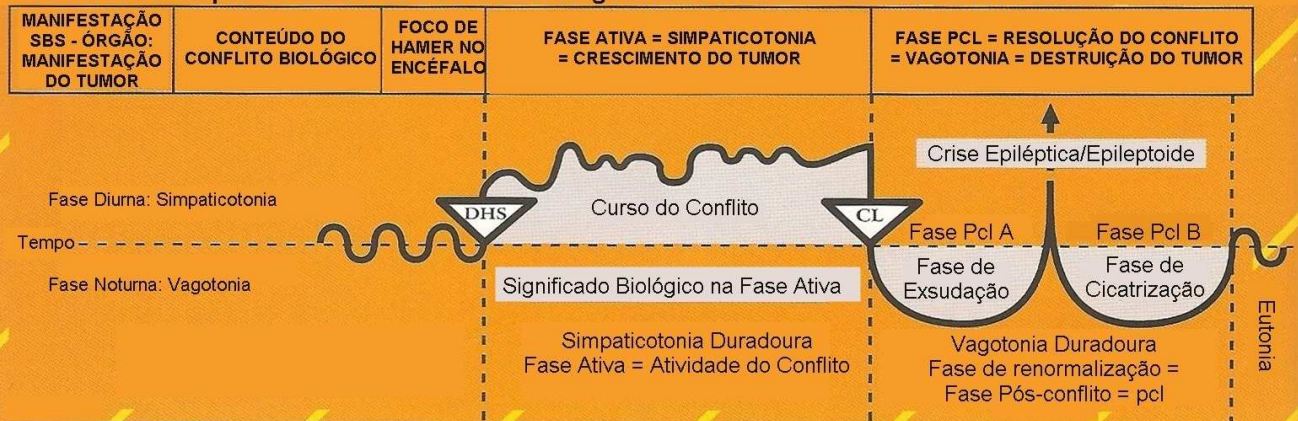 MANIFESTAÇÃO
SBS - ÓRGÃO:
MANIFESTAÇÃO
DO TUMOR
CONTEÚDO DO
CONFLITO BIOLÓGICO
FOCO DE
HAMER NO
ENCÉFALO
FASE ATIVA = SIMPATICOTONIA
= CRESCIMENTO DO TUMOR
FASE PCL = RESOLUÇÃO DO CONFLITO
= VAGOTONIA = DESTRUIÇÃO DO TUMOR
Crise Epiléptica/Epileptoide
Fase Diurna: Simpaticotonia
DHS
Curso do Conflito
CL
Fase Pcl A
Fase Pcl B
Tempo
Fase de
Exsudação
Fase de
Cicatrização
Fase Noturna: Vagotonia
Significado Biológico na Fase Ativa
Simpaticotonia Duradoura
Fase Ativa = Atividade do Conflito
Vagotonia Duradoura
Fase de renormalização =
Fase Pós-conflito = pcl
Eutonia